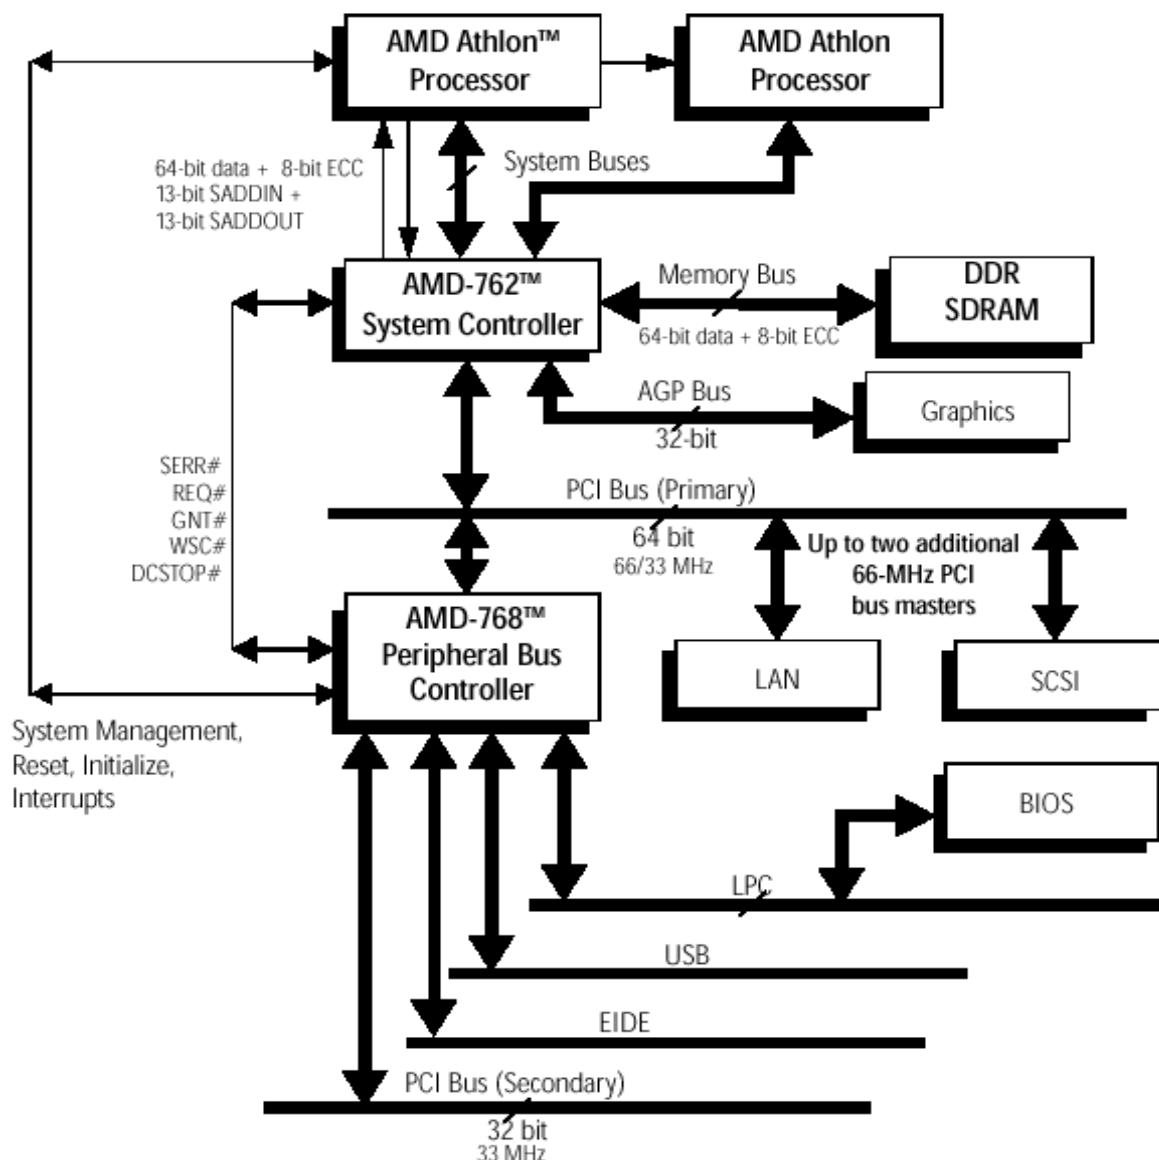 AMD Athlon™
Processor
AMD Athlon
Processor
64-bit data + 8-bit ECC
13-bit SADDIN +
13-bit SADDOUT
System Buses
AMD-762™
System Controller
Memory Bus
64-bit data + 8-bit ECC
DDR
SDRAM
AGP Bus
32-bit
Graphics
SERR#
REQ#
GNT#
WSC#
DCSTOP#
PCI Bus (Primary)
64 bit
66/33 MHz
Up to two additional
66-MHz PCI
bus masters
AMD-768™
Peripheral Bus
Controller
LAN
SCSI
System Management,
Reset, Initialize,
Interrupts
BIOS
LPC
USB
EIDE
PCI Bus (Secondary)
32 bit
33 MHz